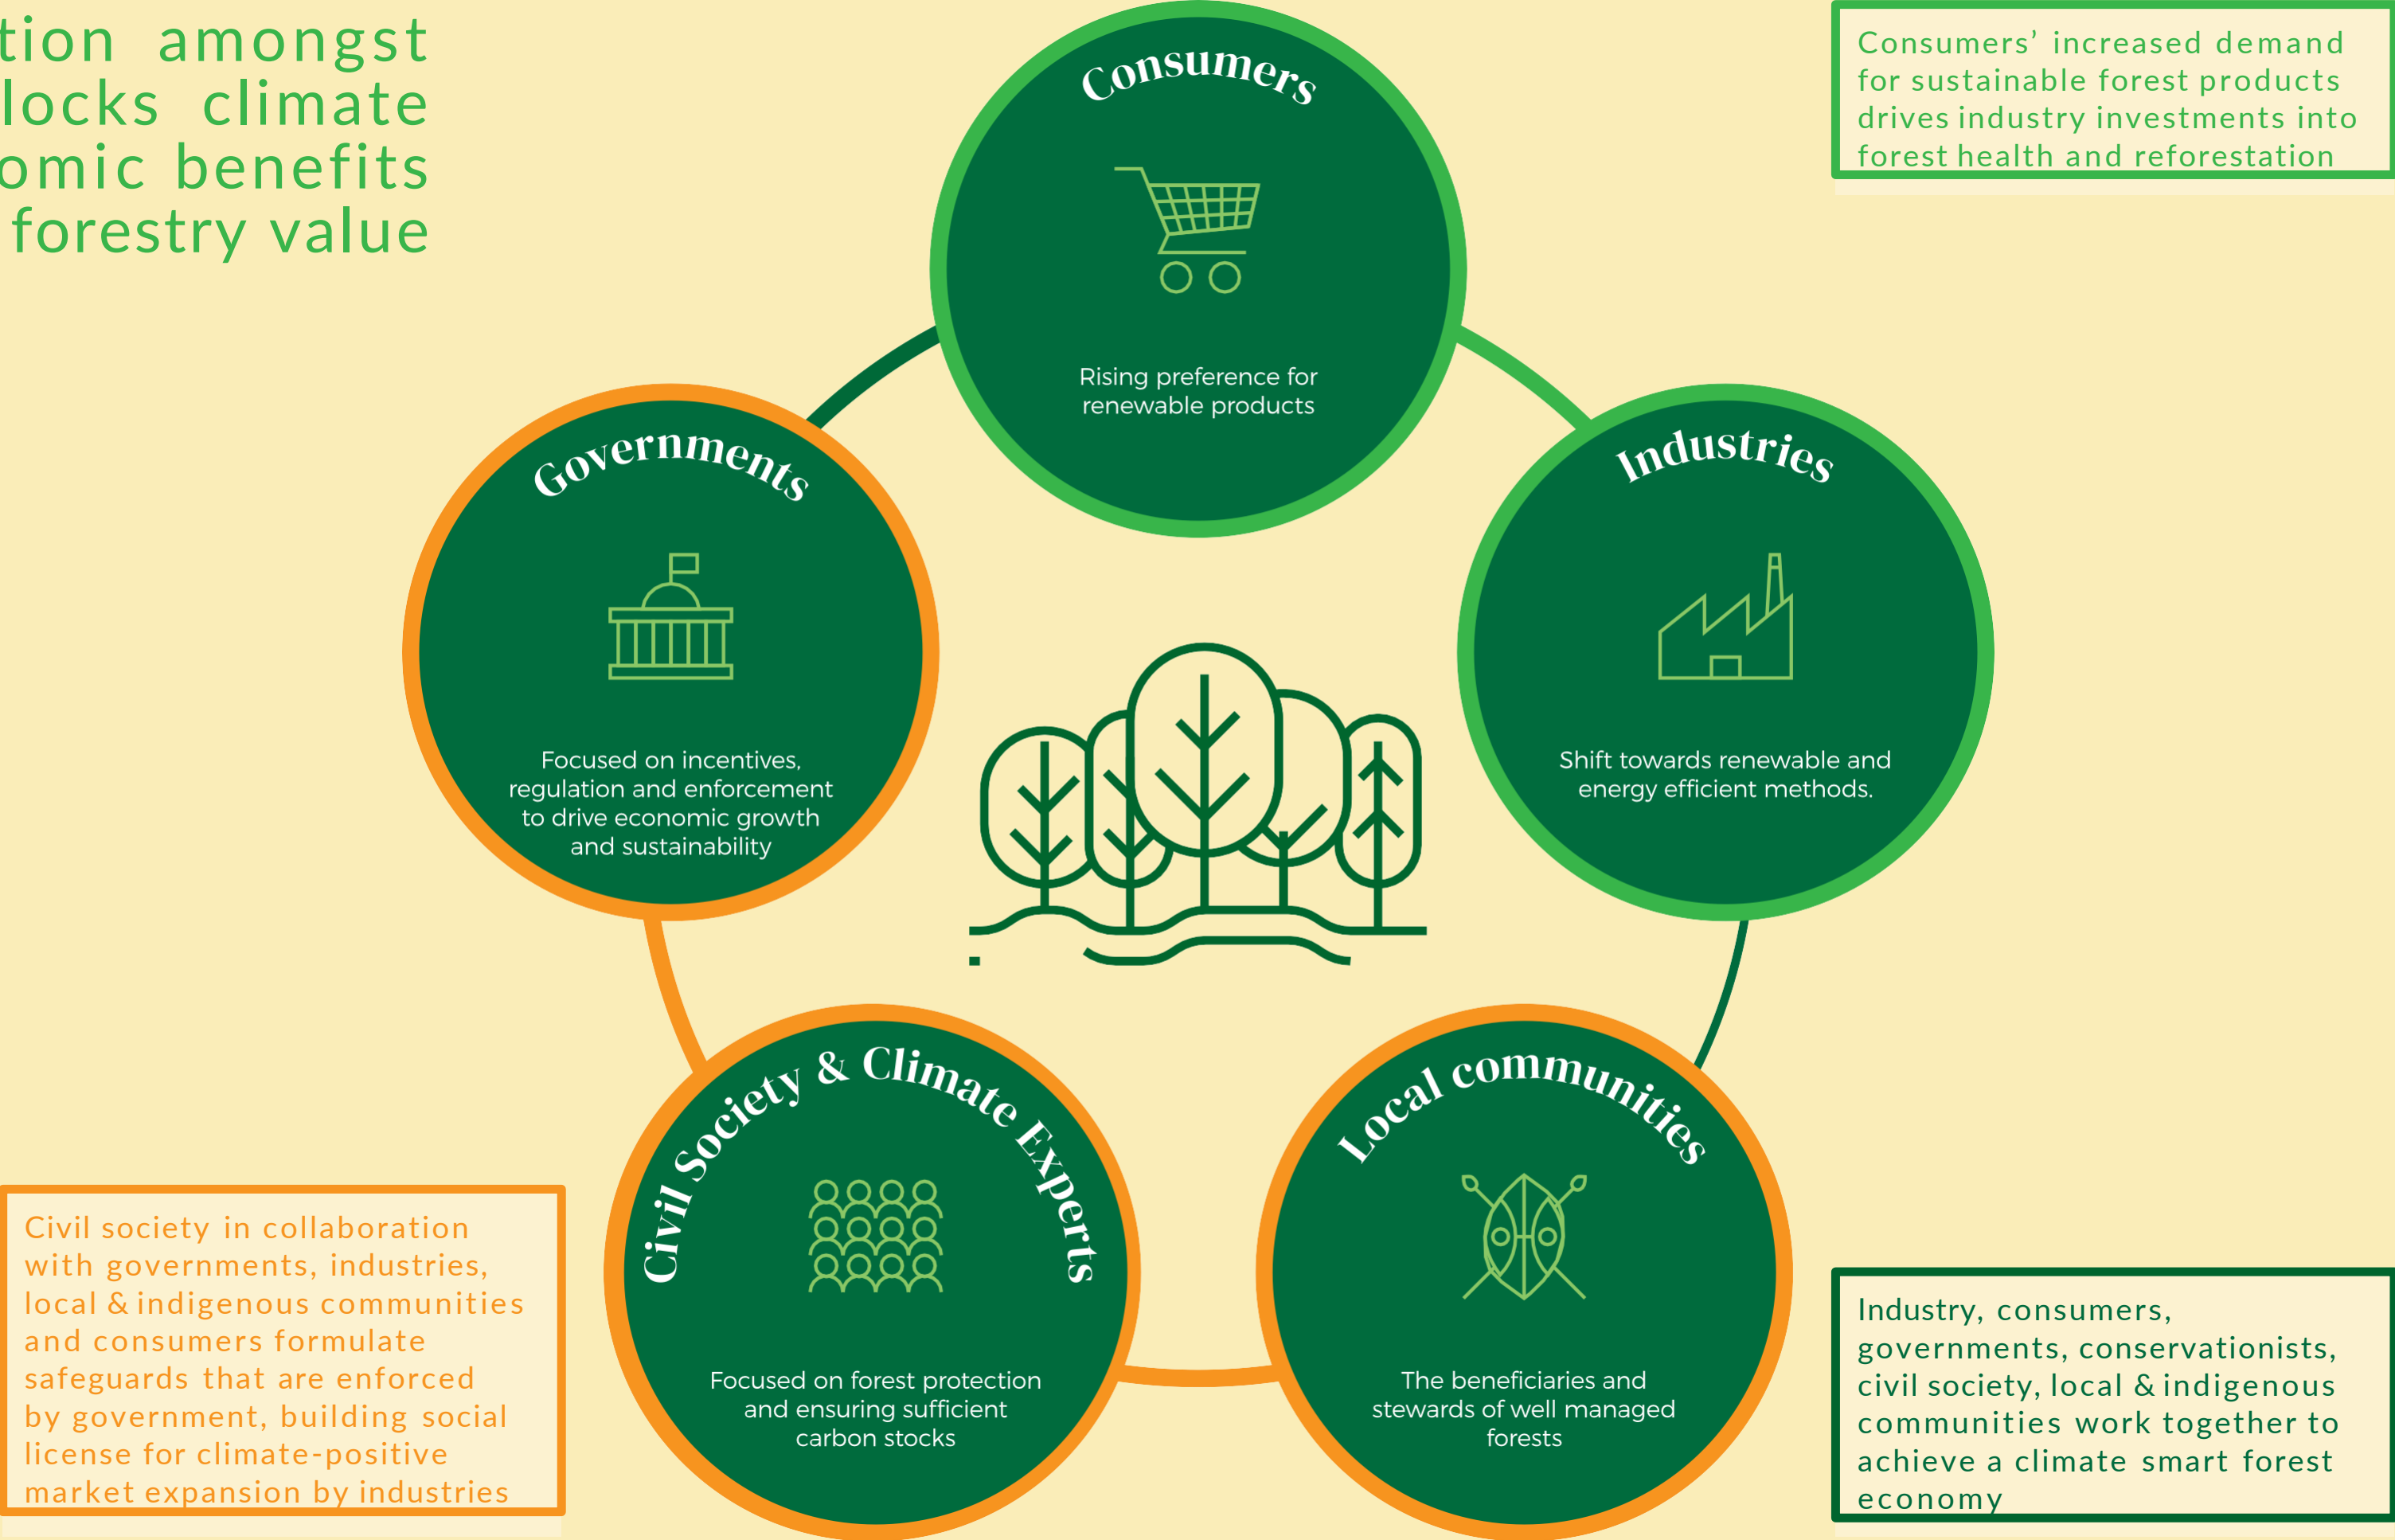 tion amongst
locks climate
omic benefits
forestry value
Consumers’ increased demand
for sustainable forest products
drives industry investments into
forest health and reforestation
Consumers
Rising preference for
renewable products
Governments
Focused on incentives,
regulation and enforcement
to drive economic growth
and sustainability
Industries
Shift towards renewable and
energy efficient methods.
Civil Society & Climate Experts
Focused on forest protection
and ensuring sufficient
carbon stocks
Local communities
The beneficiaries and
stewards of well managed
forests
Civil society in collaboration
with governments, industries,
local & indigenous communities
and consumers formulate
safeguards that are enforced
by government, building social
license for climate-positive
market expansion by industries
Industry, consumers,
governments, conservationists,
civil society, local & indigenous
communities work together to
achieve a climate smart forest
economy